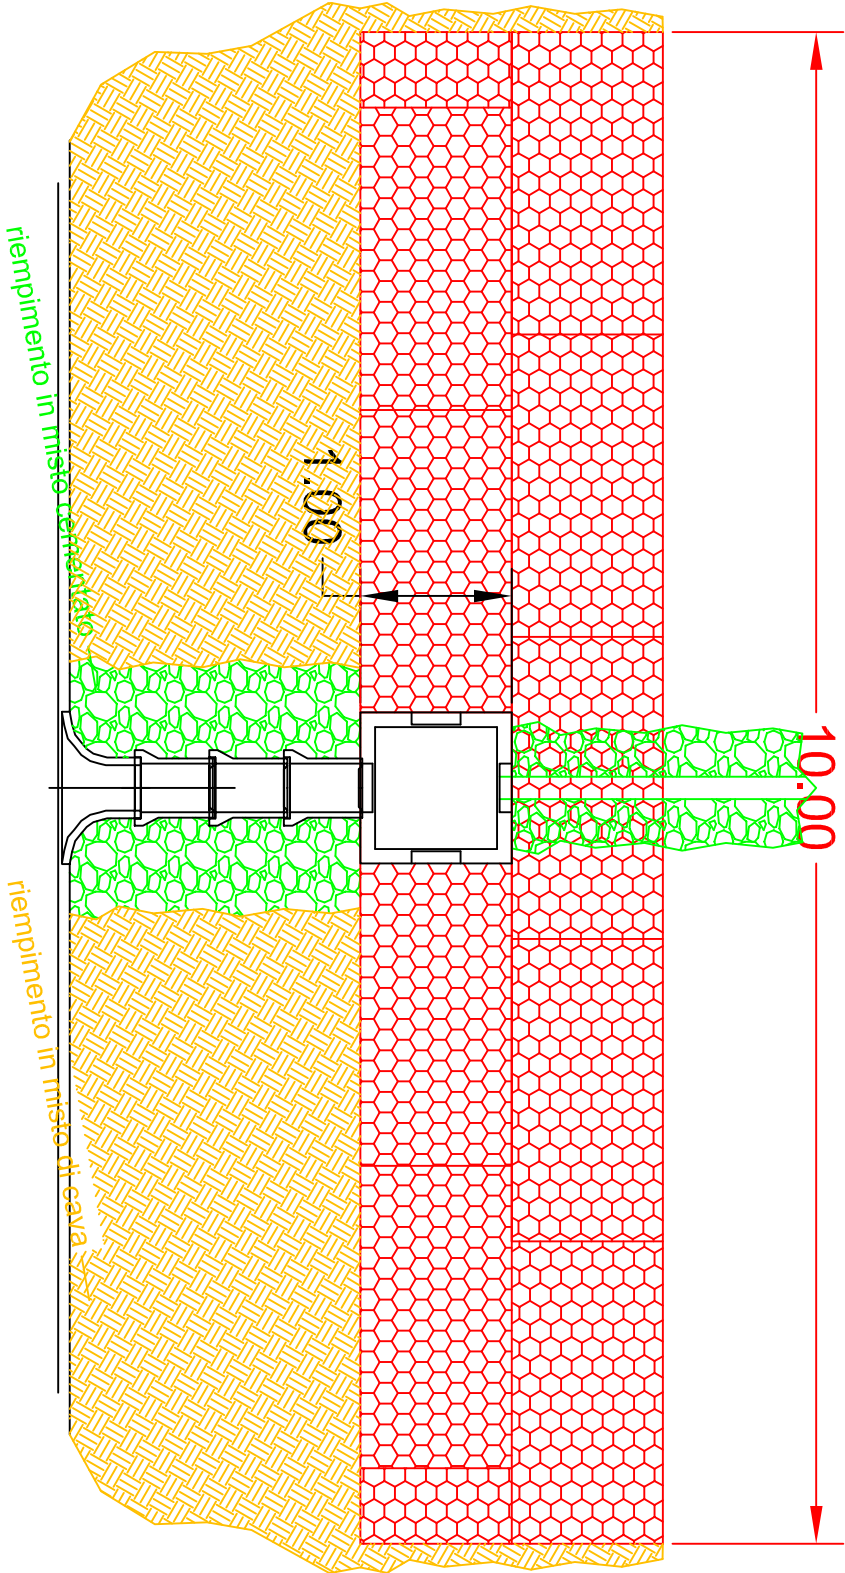 riempimento in misto cementato
1.00
10.00
riempimento in misto di cava